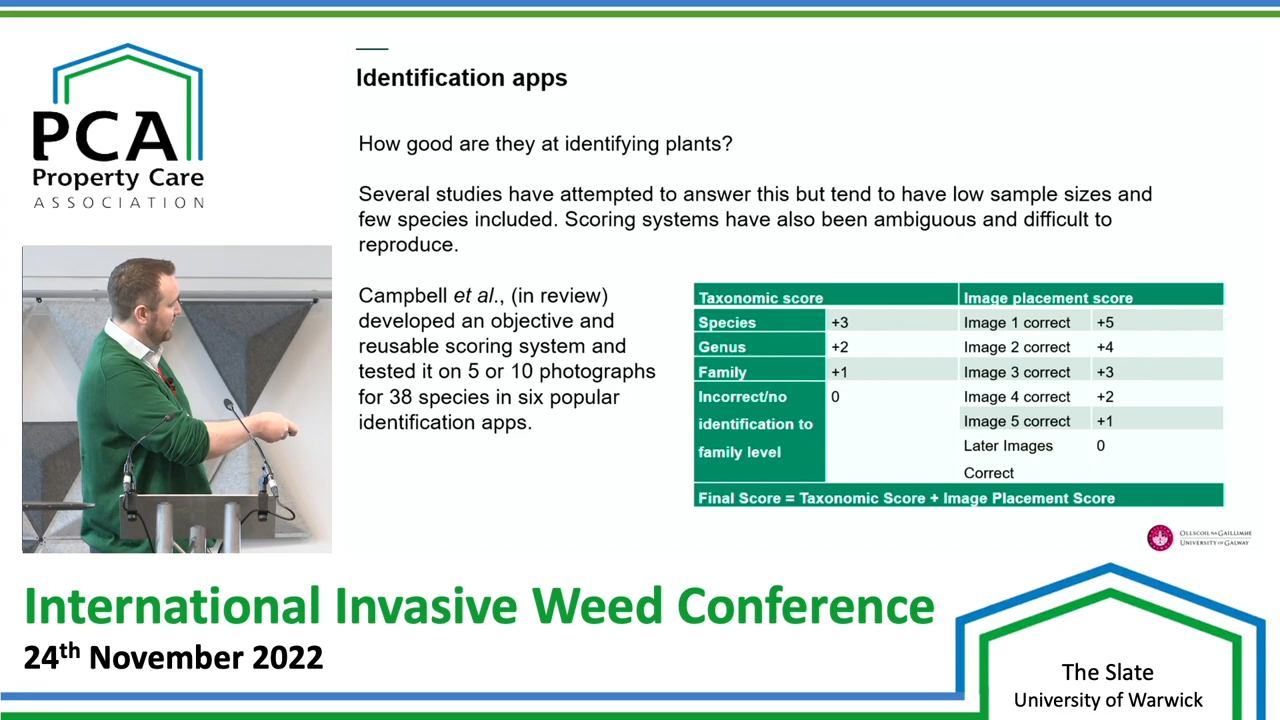 PCA
Property Care
ASSOCIATION
Identification apps
How good are they at identifying plants?
Several studies have attempted to answer this but tend to have low sample sizes and
few species included. Scoring systems have also been ambiguous and difficult to
reproduce.
Campbell et al., (in review)
developed an objective and
reusable scoring system and
tested it on 5 or 10 photographs
for 38 species in six popular
identification apps.
Taxonomic score Image placement score
Species +3 Image 1 correct +5
Genus +2 Image 2 correct +4
Family +1 Image 3 correct +3
Incorrect/no 0 Image 4 correct +2
identification to Image 5 correct +1
family level Later Images 0
Correct
Final Score = Taxonomic Score + Image Placement Score
OLLSCOIL NA GAILLIMHE
UNIVERSITY OF GALWAY
International Invasive Weed Conference
24th November 2022
The Slate
University of Warwick